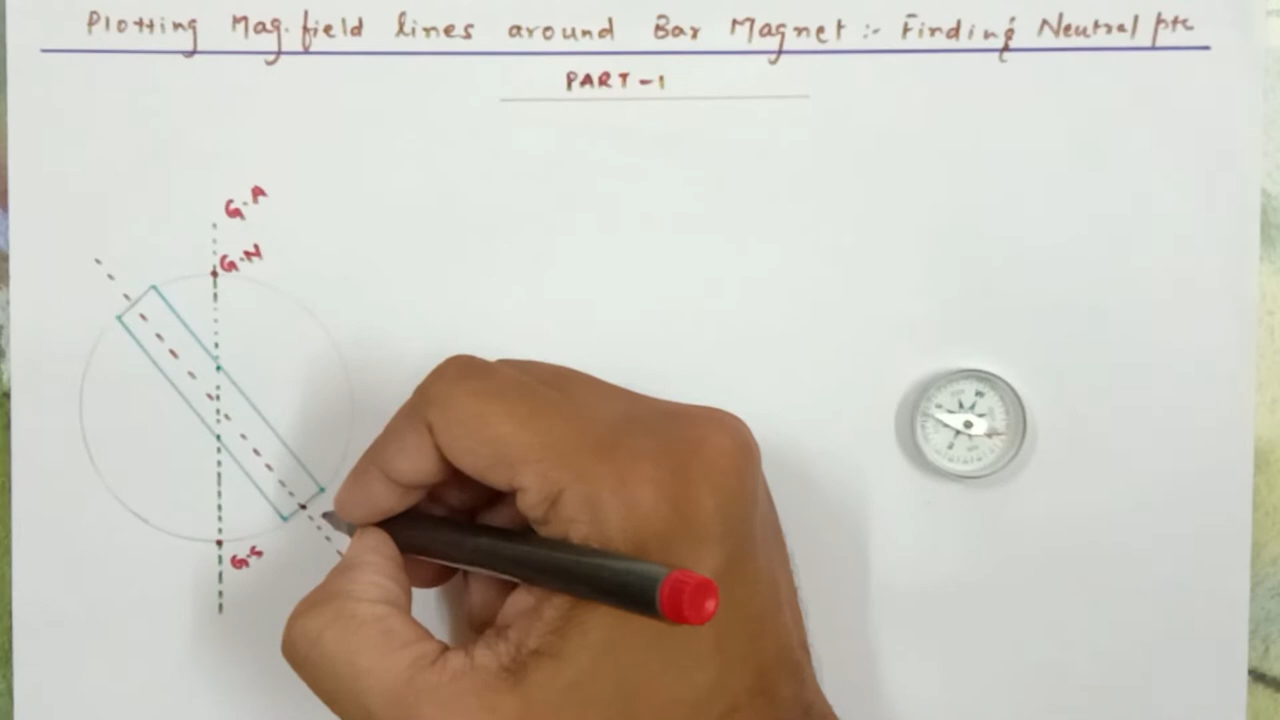 Plotting Mag. field lines around Bar Magnet :- Finding Neutral pts
PART-1
G.A
G.N
G.S